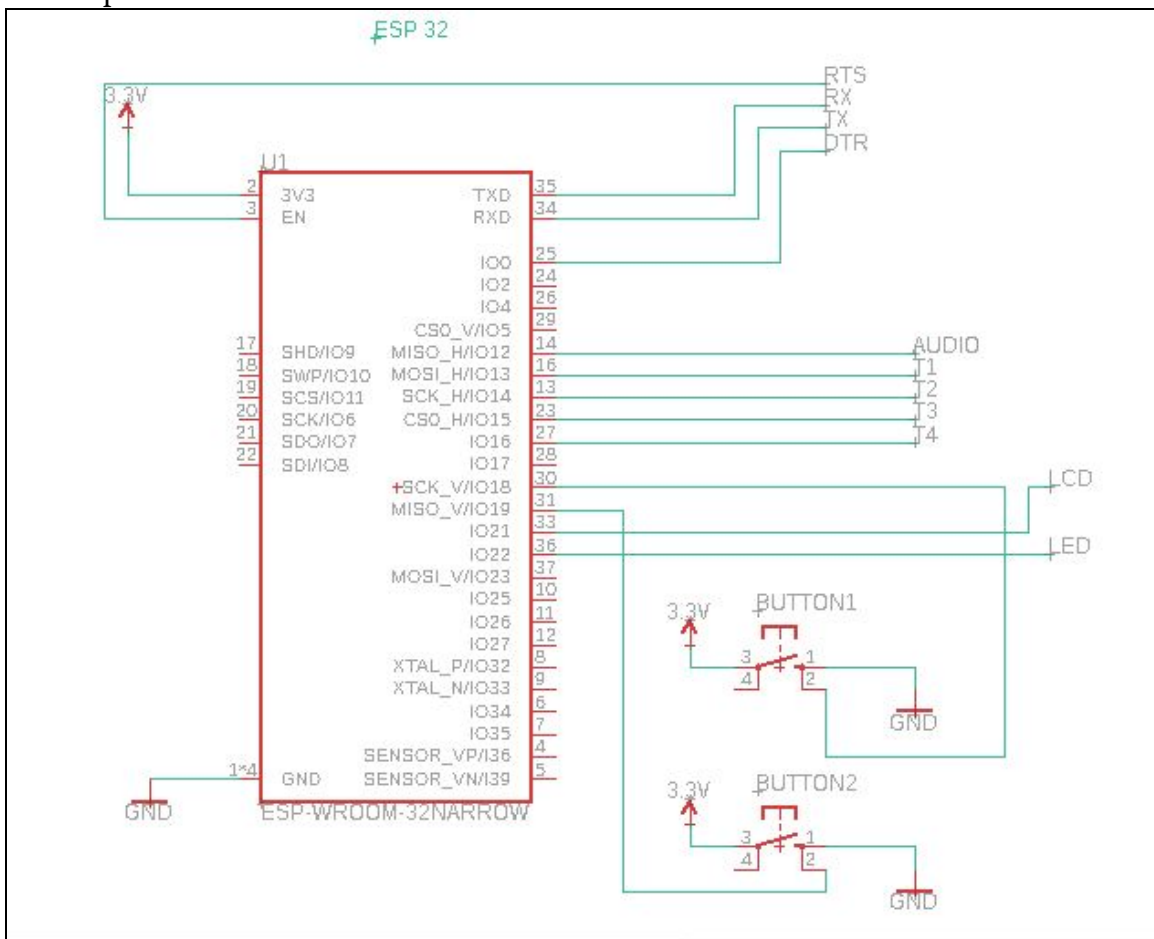 ESP 32
RTS
3.3V
RX
TX
DTR
U1
2 3V3 TXD 35
3 EN RXD 34
IO0 25
IO2 24
IO4 26
CS0_V/IO5 29
17 SHD/IO9 MISO_H/IO12 14 AUDIO
18 SWP/IO10 MOSI_H/IO13 16 T1
19 SCS/IO11 SCK_H/IO14 13 T2
20 SCK/IO6 CS0_H/IO15 23 T3
21 SDO/IO7 IO16 27 T4
22 SDI/IO8 IO17 28
SCK_V/IO18 30 LCD
MISO_V/IO19 31
IO21 33
IO22 36 LED
MOSI_V/IO23 37
IO25 10
IO26 11
IO27 12
XTAL_P/IO32 8
XTAL_N/IO33 9
IO34 6
IO35 7
SENSOR_VP/I36 4
1*4 GND SENSOR_VN/I39 5
GND
ESP-WROOM-32NARROW
3.3V BUTTON1
3 1
4 2
GND
3.3V BUTTON2
3 1
4 2
GND